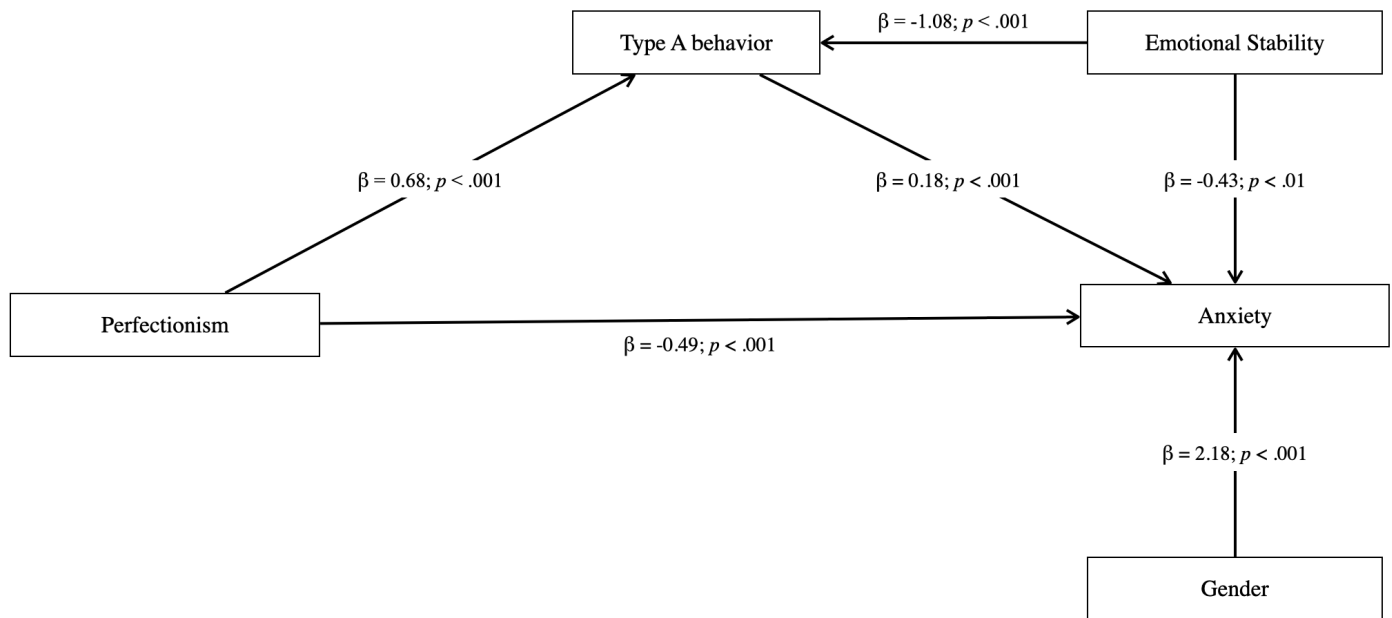 β = -1.08; p < .001
Type A behavior
Emotional Stability
β = 0.68; p < .001
β = 0.18; p < .001
β = -0.43; p < .01
Perfectionism
Anxiety
β = -0.49; p < .001
β = 2.18; p < .001
Gender